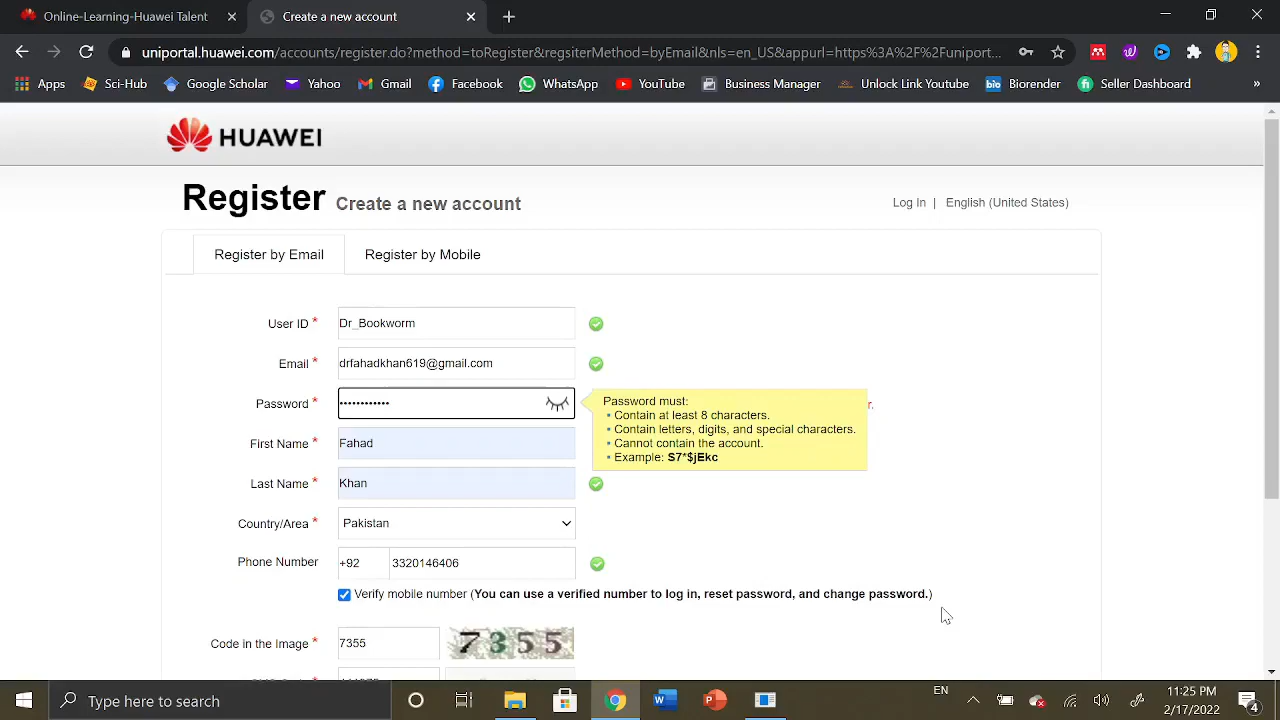 Online-Learning-Huawei Talent
Create a new account
uniportal.huawei.com/accounts/register.do?method=toRegister&regsiterMethod=byEmail&nls=en_US&appurl=https%3A%2F%2Funiport...
Apps Sci-Hub Google Scholar Yahoo Gmail Facebook WhatsApp YouTube Business Manager Unlock Link Youtube bio Biorender fi Seller Dashboard »
HUAWEI
Register Create a new account
Log In | English (United States)
Register by Email Register by Mobile
User ID * Dr_Bookworm
Email * drfahadkhan619@gmail.com
Password * •••••••••••
Password must:
▪ Contain at least 8 characters.
▪ Contain letters, digits, and special characters.
▪ Cannot contain the account.
▪ Example: S7*$jEkc
r.
First Name * Fahad
Last Name * Khan
Country/Area * Pakistan
Phone Number +92 3320146406
Verify mobile number (You can use a verified number to log in, reset password, and change password.)
Code in the Image * 7355 7355
Type here to search
EN
11:25 PM
2/17/2022
4